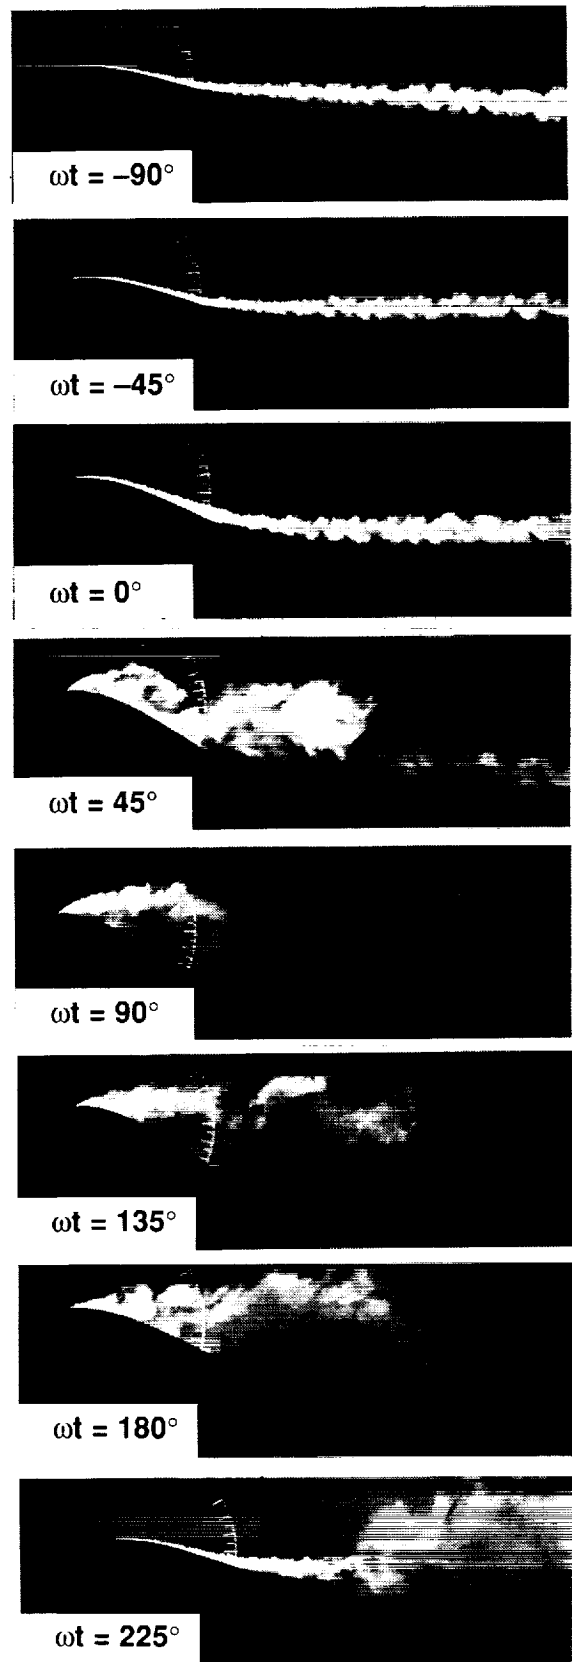 ωt = –90°
ωt = –45°
ωt = 0°
ωt = 45°
ωt = 90°
ωt = 135°
ωt = 180°
ωt = 225°